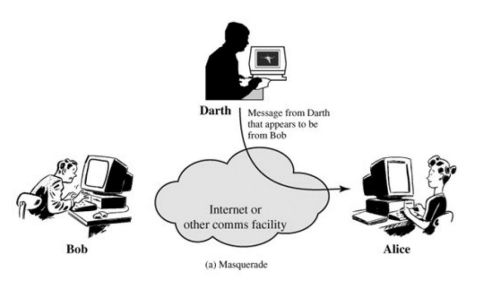 Darth
Message from Darth
that appears to be
from Bob
Internet or
other comms facility
Bob
Alice
(a) Masquerade